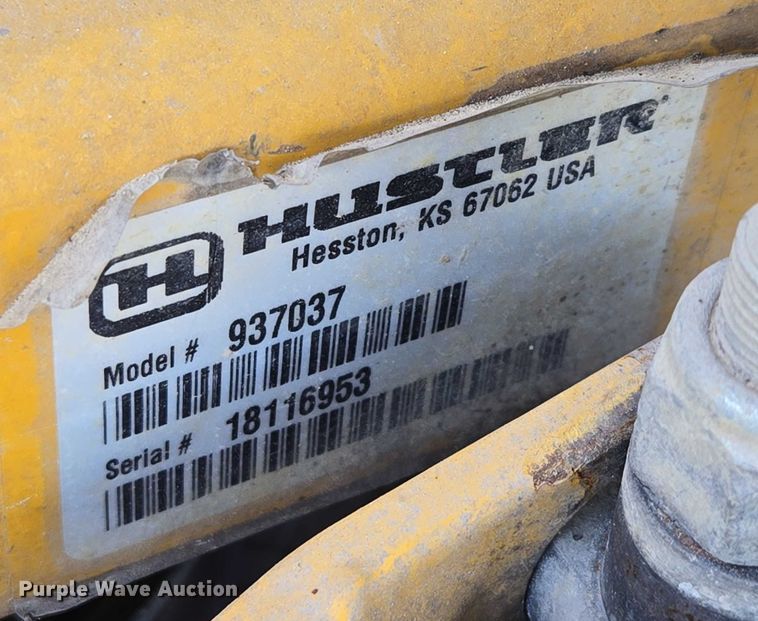 H HUSTLER
Hesston, KS 67062 USA
Model # 937037
Serial # 18116953
Purple Wave Auction